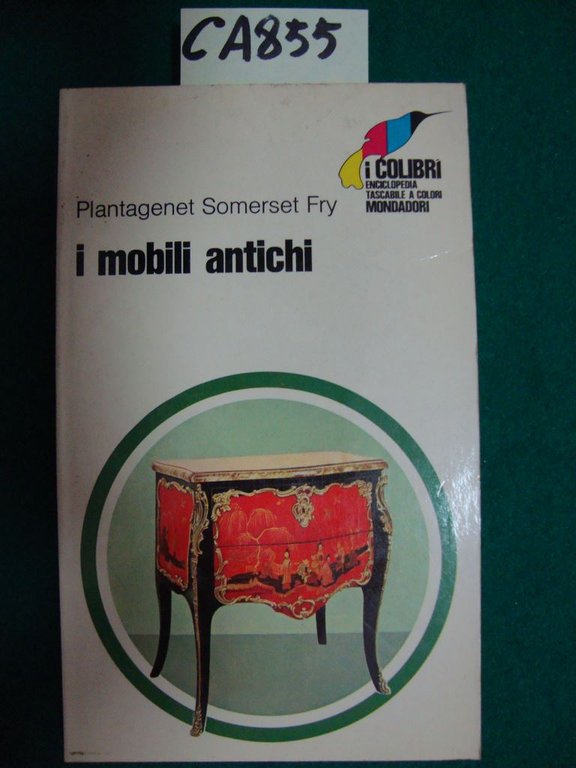 CA855
i COLIBRÌ
ENCICLOPEDIA
TASCABILE A COLORI
MONDADORI
Plantagenet Somerset Fry
i mobili antichi